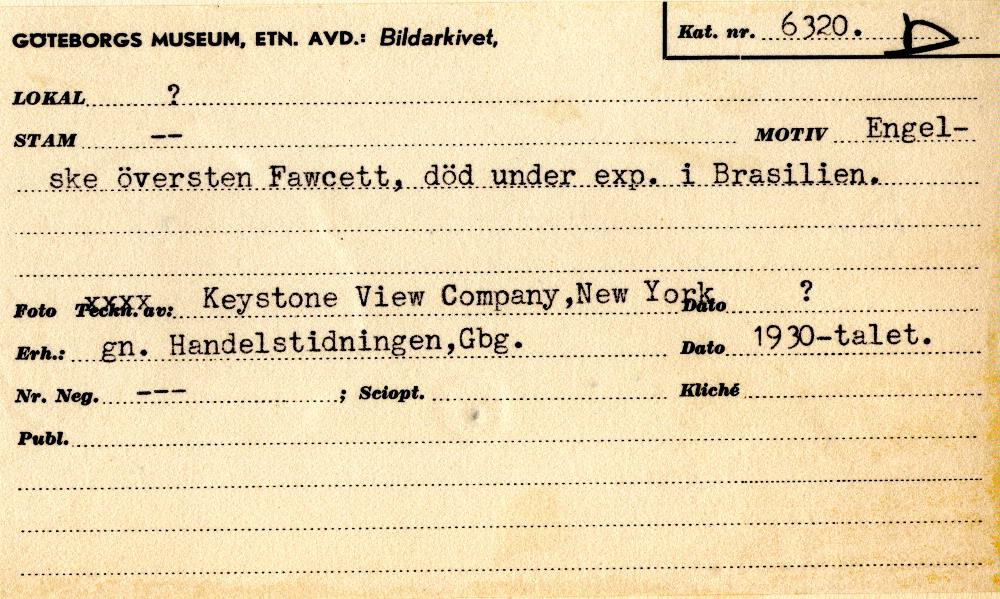 GÖTEBORGS MUSEUM, ETN. AVD.: Bildarkivet,
Kat. nr. 6320. D
LOKAL ?
STAM -- MOTIV Engel-
ske översten Fawcett, död under exp. i Brasilien.
Foto Teckn. av: Keystone View Company,New York Dato ?
Erh.: gn. Handelstidningen,Gbg. Dato 1930-talet.
Nr. Neg. --- ; Sciopt. Kliché
Publ.